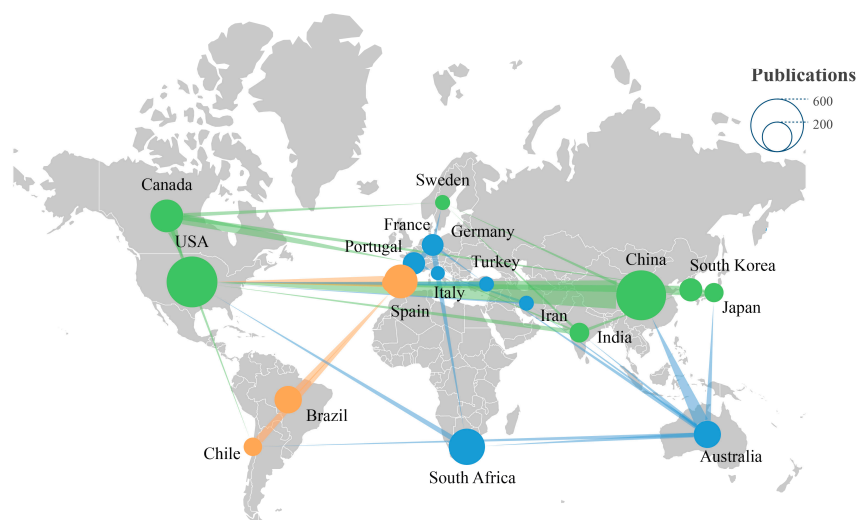 Publications
600
200
Sweden
Canada
France
Germany
USA
Portugal
Turkey
China
South Korea
Italy
Japan
Spain
Iran
India
Brazil
Chile
South Africa
Australia